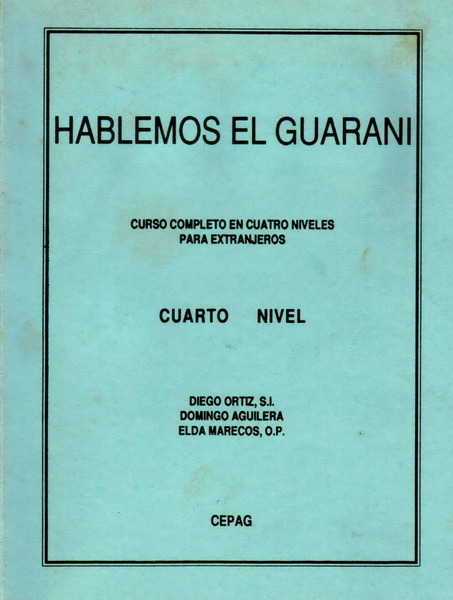 HABLEMOS EL GUARANI
CURSO COMPLETO EN CUATRO NIVELES
PARA EXTRANJEROS
CUARTO NIVEL
DIEGO ORTIZ, S.I.
DOMINGO AGUILERA
ELDA MARECOS, O.P.
CEPAG